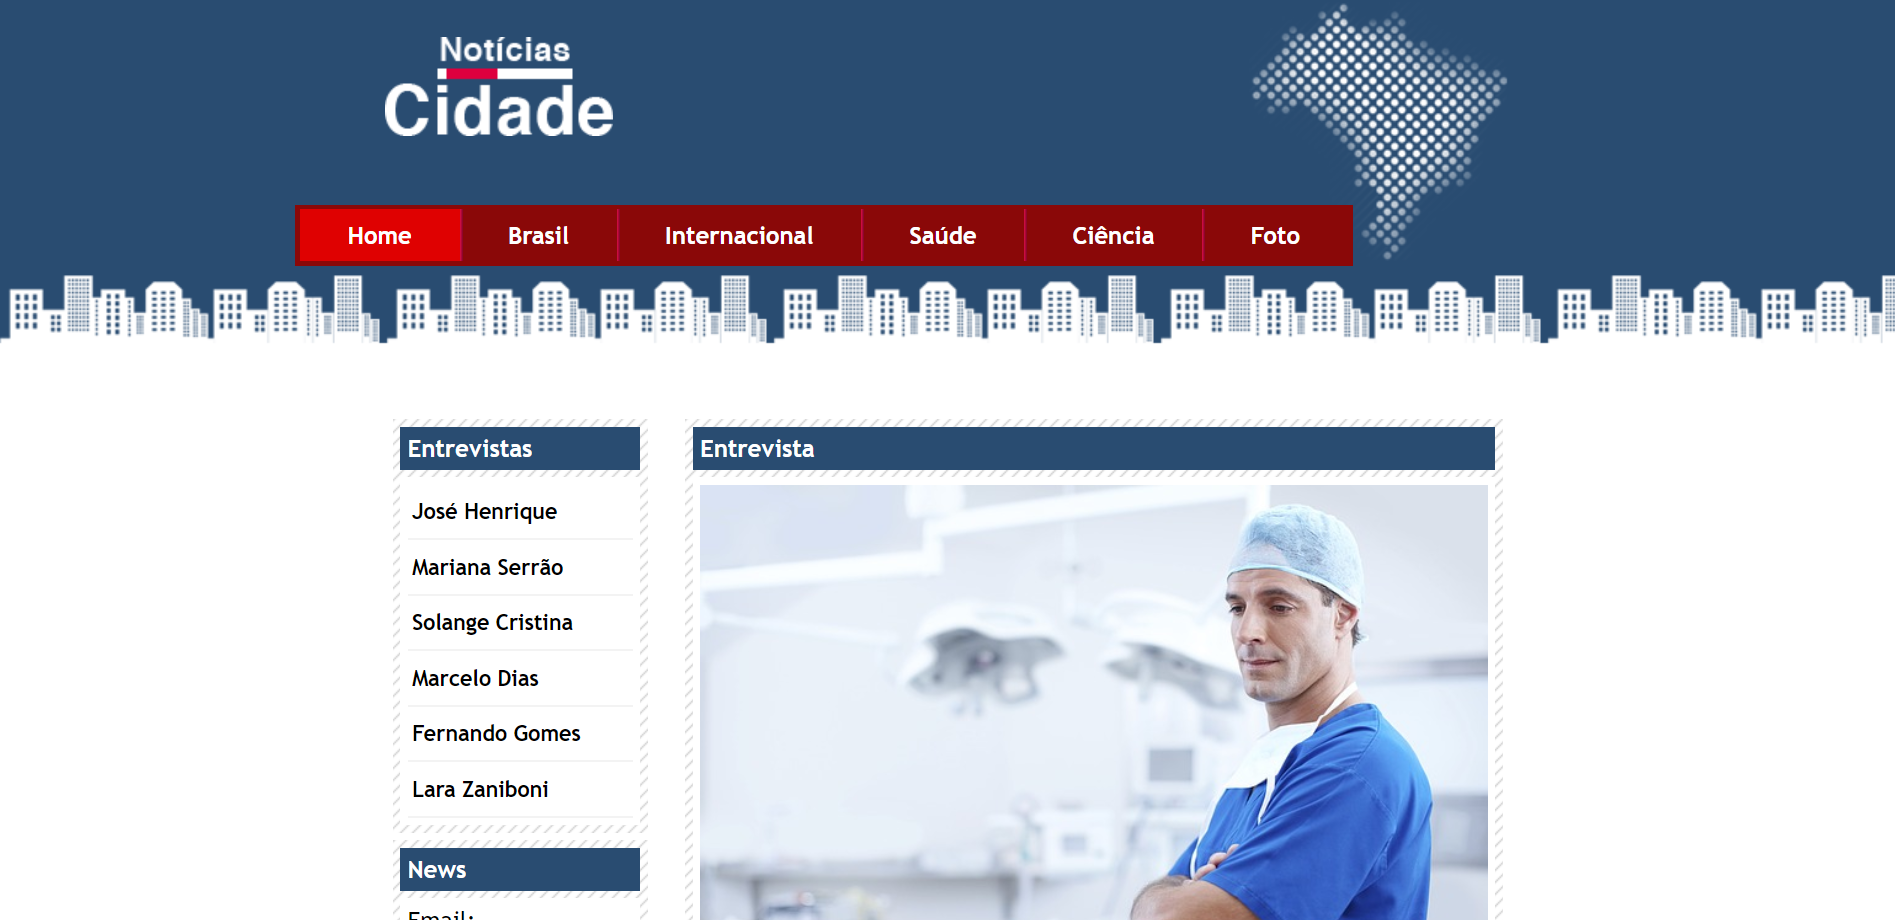 Notícias
Cidade
Home Brasil Internacional Saúde Ciência Foto
Entrevistas
José Henrique
Mariana Serrão
Solange Cristina
Marcelo Dias
Fernando Gomes
Lara Zaniboni
News
Email:
Entrevista